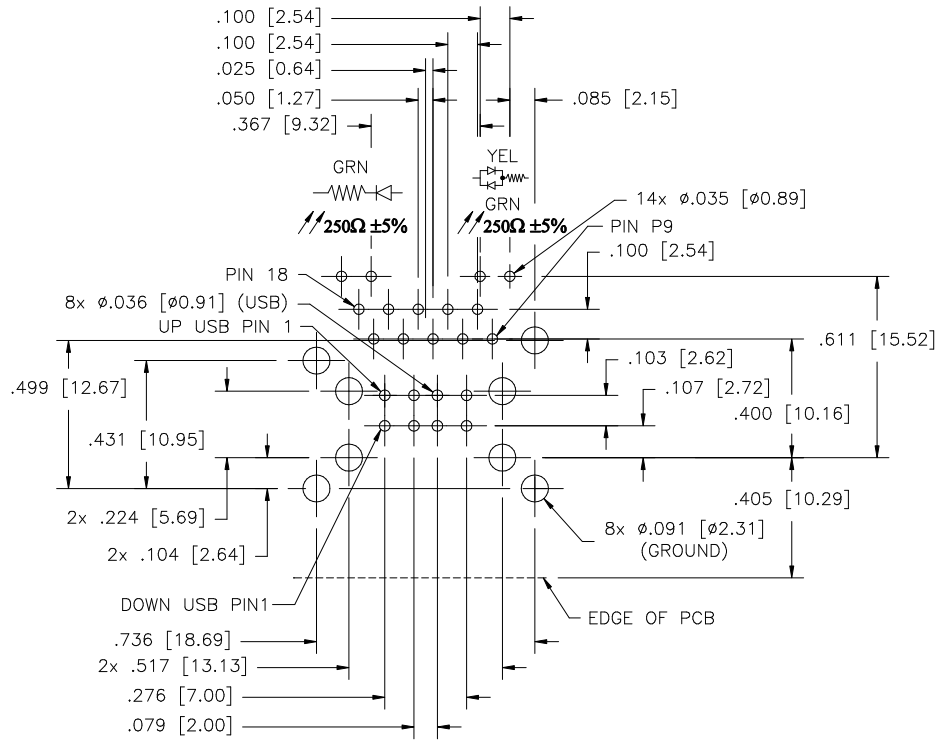 .100 [2.54]
.100 [2.54]
.025 [0.64]
.050 [1.27]
.085 [2.15]
.367 [9.32]
GRN
YEL
GRN
250Ω ±5%
250Ω ±5%
14x ø.035 [ø0.89]
PIN P9
.100 [2.54]
PIN 18
8x ø.036 [ø0.91] (USB)
UP USB PIN 1
.611 [15.52]
.103 [2.62]
.499 [12.67]
.107 [2.72]
.400 [10.16]
.431 [10.95]
.405 [10.29]
2x .224 [5.69]
8x ø.091 [ø2.31]
(GROUND)
2x .104 [2.64]
DOWN USB PIN1
EDGE OF PCB
.736 [18.69]
2x .517 [13.13]
.276 [7.00]
.079 [2.00]